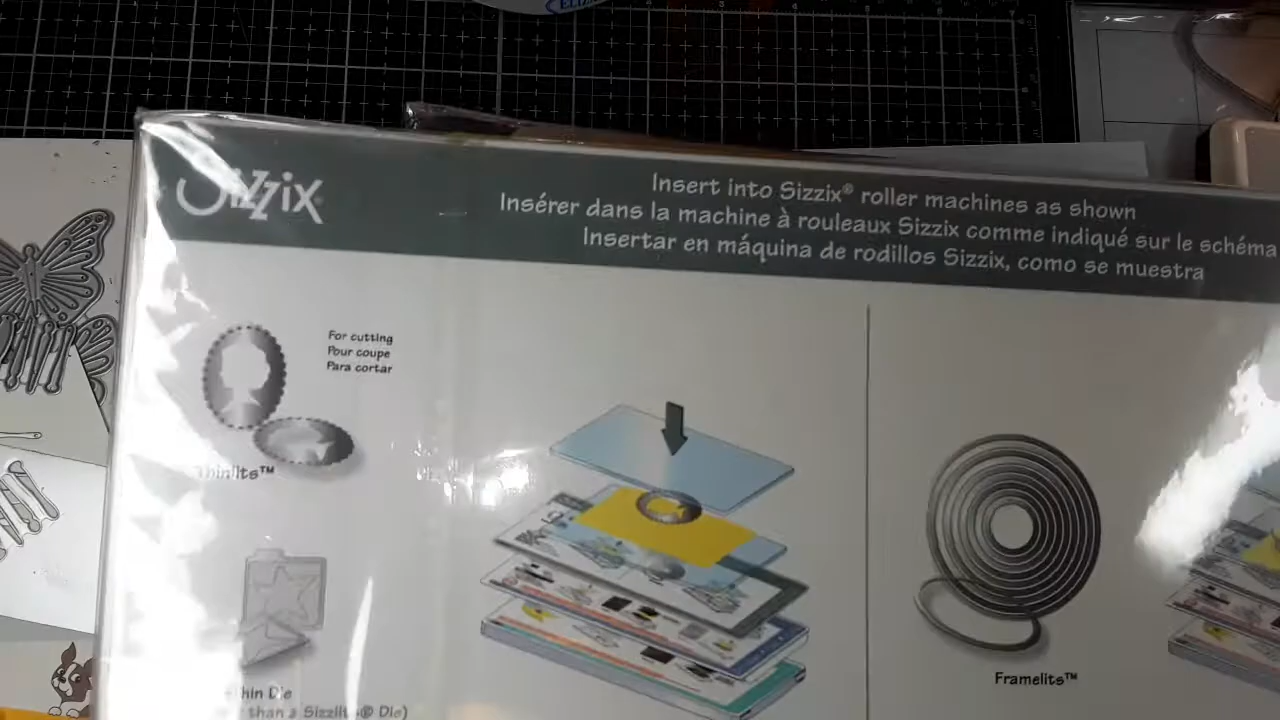 Sizzix
Insert into Sizzix® roller machines as shown
Insérer dans la machine à rouleaux Sizzix comme indiqué sur le schéma
Insertar en máquina de rodillos Sizzix, como se muestra
For cutting
Pour coupe
Para cortar
Thinlits™
Framelits™
Die
than a Sizzlits® Die)